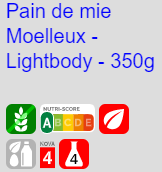 Pain de mie
Moelleux -
Lightbody - 350g
NUTRI-SCORE
A B C D E
NOVA
4 4